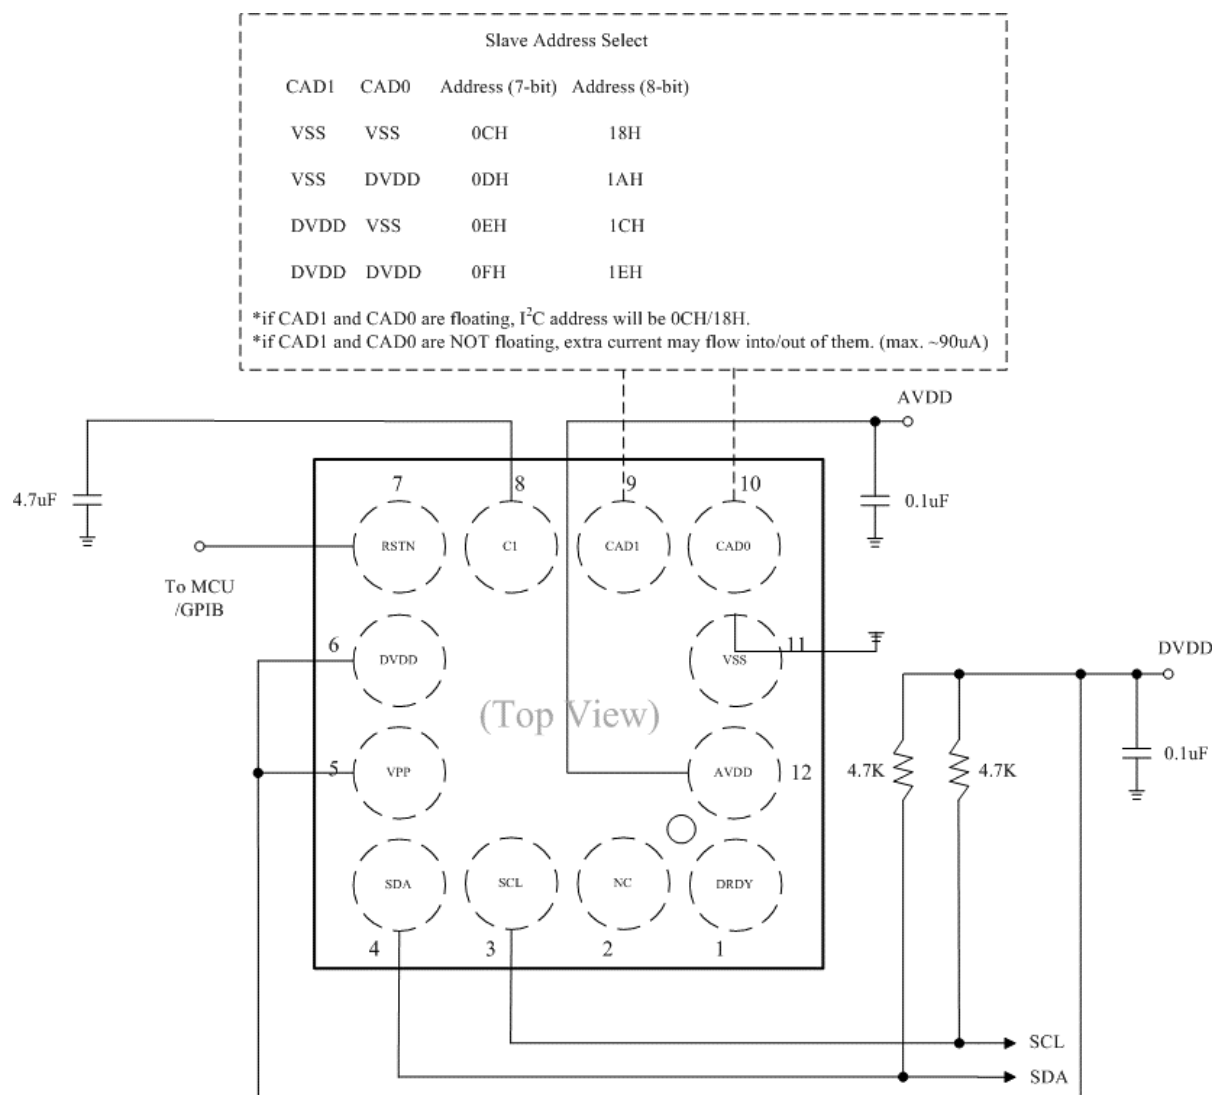 Slave Address Select
CAD1 CAD0 Address (7-bit) Address (8-bit)
VSS VSS 0CH 18H
VSS DVDD 0DH 1AH
DVDD VSS 0EH 1CH
DVDD DVDD 0FH 1EH
*if CAD1 and CAD0 are floating, I²C address will be 0CH/18H.
*if CAD1 and CAD0 are NOT floating, extra current may flow into/out of them. (max. ~90uA)
AVDD
7 8 9 10
4.7uF
0.1uF
RSTN C1 CAD1 CAD0
To MCU
/GPIB
6
11
DVDD
DVDD
VSS
(Top View)
0.1uF
5
VPP
AVDD
12
4.7K
4.7K
SDA SCL NC DRDY
4 3 2 1
SCL
SDA